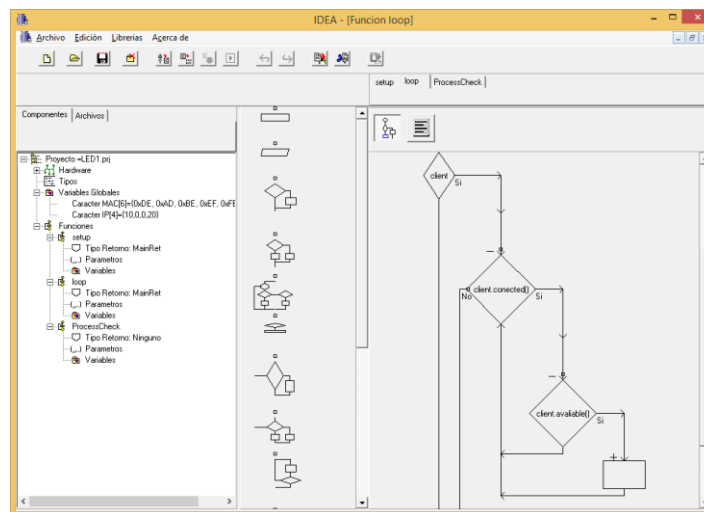 IDEA - [Funcion loop]
Archivo Edición Librerias Acerca de
setup loop ProcessCheck
Componentes Archivos
Proyecto =LED1.prj
Hardware
Tipos
Variables Globales
Caracter MAC[6]={0xDE, 0xAD, 0xBE, 0xEF, 0xFE
Caracter IP[4]={10,0,0,20}
Funciones
setup
Tipo Retorno: MainRet
(...) Parametros
Variables
loop
Tipo Retorno: MainRet
(...) Parametros
Variables
ProcessCheck
Tipo Retorno: Ninguno
(...) Parametros
Variables
client
Si
client.conected()
No
Si
client.avaliable()
Si